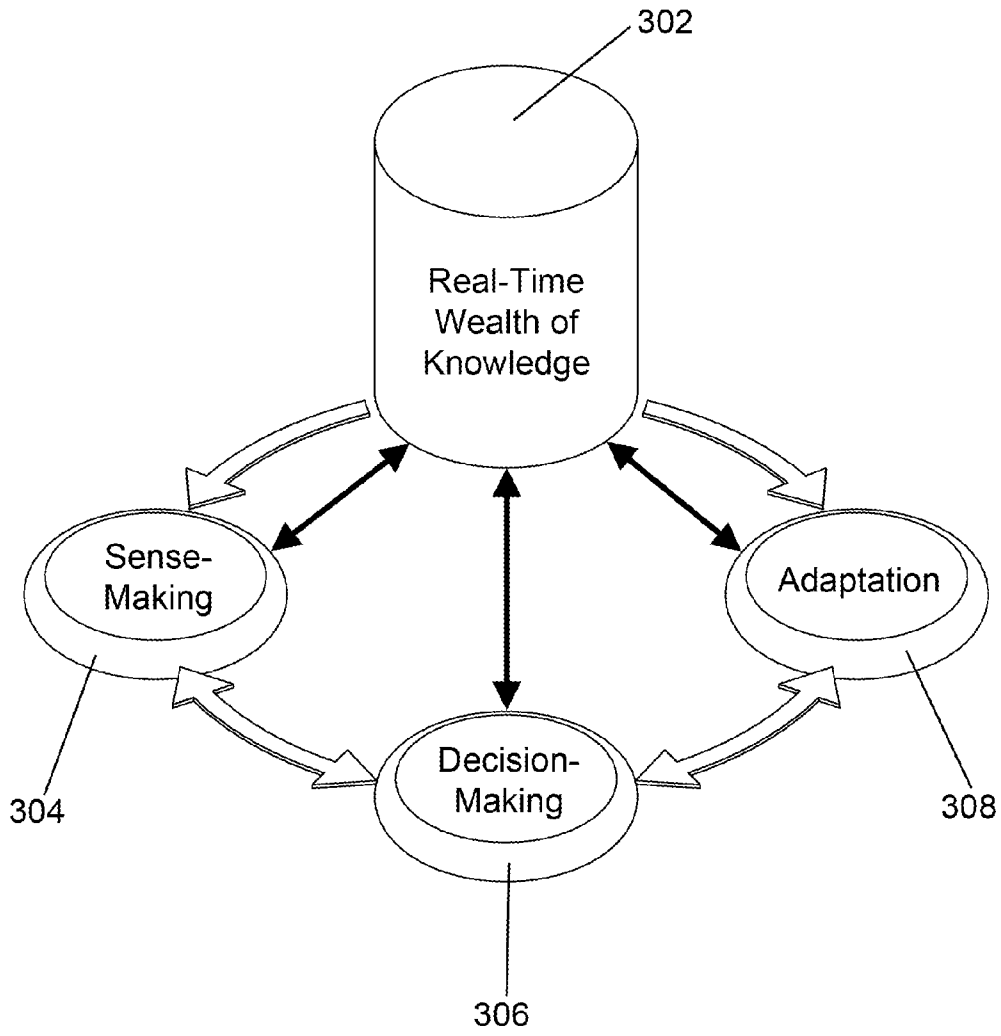 302
Real-Time
Wealth of
Knowledge
Sense-
Making
Adaptation
Decision-
Making
304
308
306